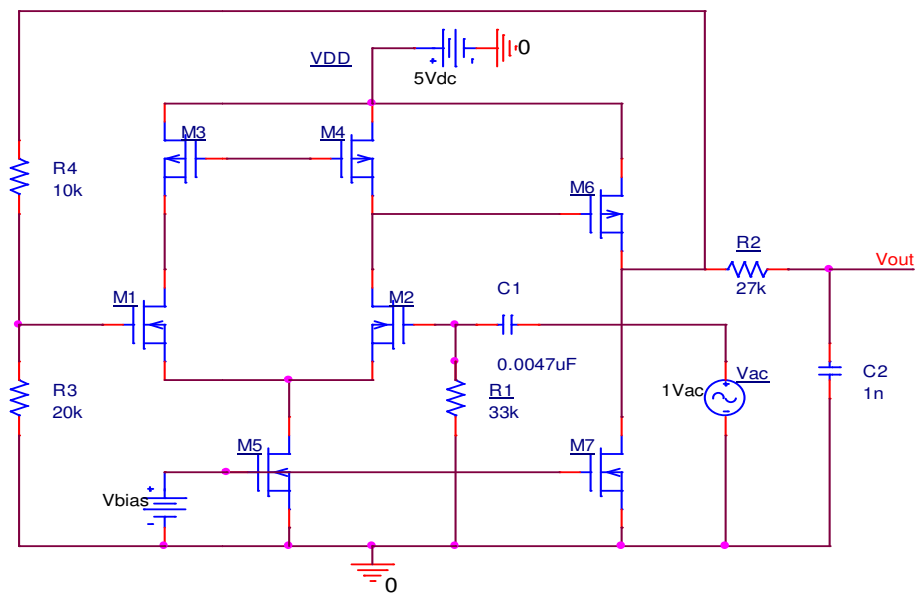 VDD
0
5Vdc
M3
M4
R4
10k
M6
R2
27k
Vout
M1
M2
C1
0.0047uF
R3
20k
R1
33k
1Vac
Vac
C2
1n
M5
M7
Vbias
0